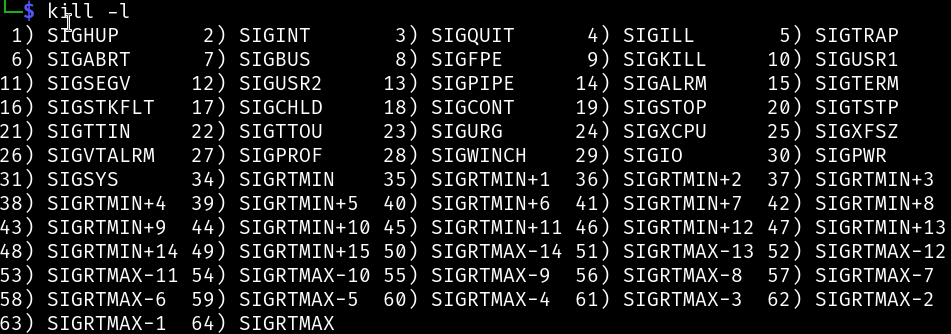 $ kill -l
1) SIGHUP 2) SIGINT 3) SIGQUIT 4) SIGILL 5) SIGTRAP
6) SIGABRT 7) SIGBUS 8) SIGFPE 9) SIGKILL 10) SIGUSR1
11) SIGSEGV 12) SIGUSR2 13) SIGPIPE 14) SIGALRM 15) SIGTERM
16) SIGSTKFLT 17) SIGCHLD 18) SIGCONT 19) SIGSTOP 20) SIGTSTP
21) SIGTTIN 22) SIGTTOU 23) SIGURG 24) SIGXCPU 25) SIGXFSZ
26) SIGVTALRM 27) SIGPROF 28) SIGWINCH 29) SIGIO 30) SIGPWR
31) SIGSYS 34) SIGRTMIN 35) SIGRTMIN+1 36) SIGRTMIN+2 37) SIGRTMIN+3
38) SIGRTMIN+4 39) SIGRTMIN+5 40) SIGRTMIN+6 41) SIGRTMIN+7 42) SIGRTMIN+8
43) SIGRTMIN+9 44) SIGRTMIN+10 45) SIGRTMIN+11 46) SIGRTMIN+12 47) SIGRTMIN+13
48) SIGRTMIN+14 49) SIGRTMIN+15 50) SIGRTMAX-14 51) SIGRTMAX-13 52) SIGRTMAX-12
53) SIGRTMAX-11 54) SIGRTMAX-10 55) SIGRTMAX-9 56) SIGRTMAX-8 57) SIGRTMAX-7
58) SIGRTMAX-6 59) SIGRTMAX-5 60) SIGRTMAX-4 61) SIGRTMAX-3 62) SIGRTMAX-2
63) SIGRTMAX-1 64) SIGRTMAX